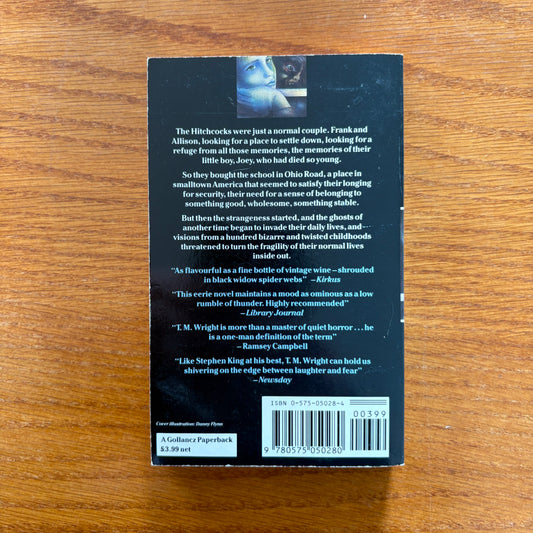 The Hitchcocks were just a normal couple. Frank and
Allison, looking for a place to settle down, looking for a
refuge from all those memories, the memories of their
little boy, Joey, who had died so young.
So they bought the school in Ohio Road, a place in
smalltown America that seemed to satisfy their longing
for security, their need for a sense of belonging to
something good, wholesome, something stable.
But then the strangeness started, and the ghosts of
another time began to invade their daily lives, and
visions from a hundred bizarre and twisted childhoods
threatened to turn the fragility of their normal lives
inside out.
“As flavourful as a fine bottle of vintage wine – shrouded
in black widow spider webs” –Kirkus
“This eerie novel maintains a mood as ominous as a low
rumble of thunder. Highly recommended”
–Library Journal
“T. M. Wright is more than a master of quiet horror . . . he
is a one-man definition of the term”
– Ramsey Campbell
“Like Stephen King at his best, T. M. Wright can hold us
shivering on the edge between laughter and fear”
–Newsday
ISBN 0-575-05028-4
00399
9 780575 050280
Cover illustration: Danny Flynn
A Gollancz Paperback
£3.99 net